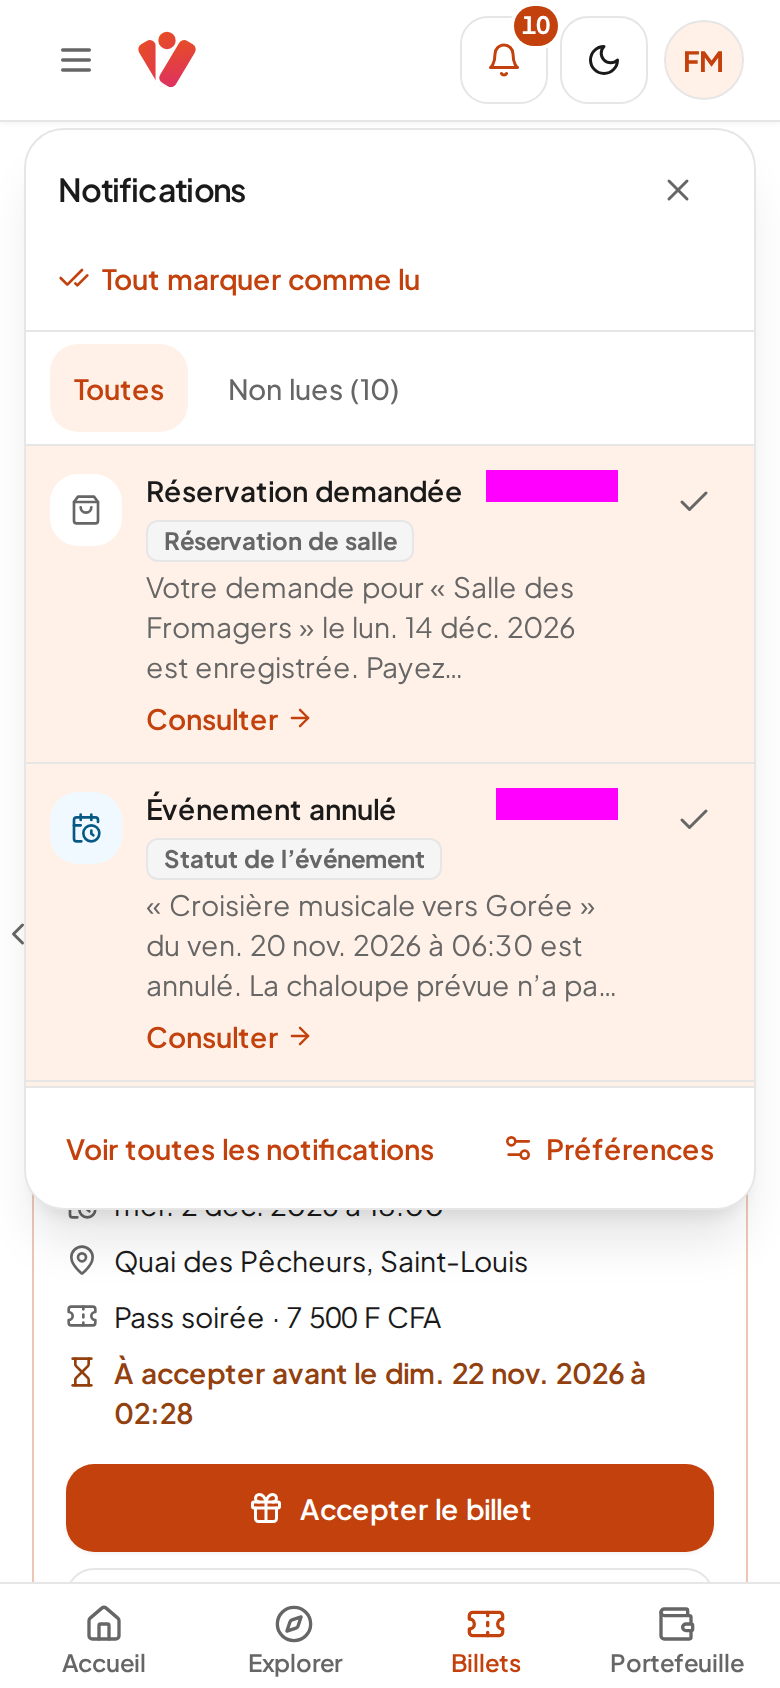 10
FM
Notifications
Tout marquer comme lu
Toutes
Non lues (10)
Réservation demandée
Réservation de salle
Votre demande pour « Salle des
Fromagers » le lun. 14 déc. 2026
est enregistrée. Payez…
Consulter
Événement annulé
Statut de l’événement
« Croisière musicale vers Gorée »
du ven. 20 nov. 2026 à 06:30 est
annulé. La chaloupe prévue n’a pa…
Consulter
Voir toutes les notifications
Préférences
Quai des Pêcheurs, Saint-Louis
Pass soirée · 7 500 F CFA
À accepter avant le dim. 22 nov. 2026 à
02:28
Accepter le billet
Accueil
Explorer
Billets
Portefeuille